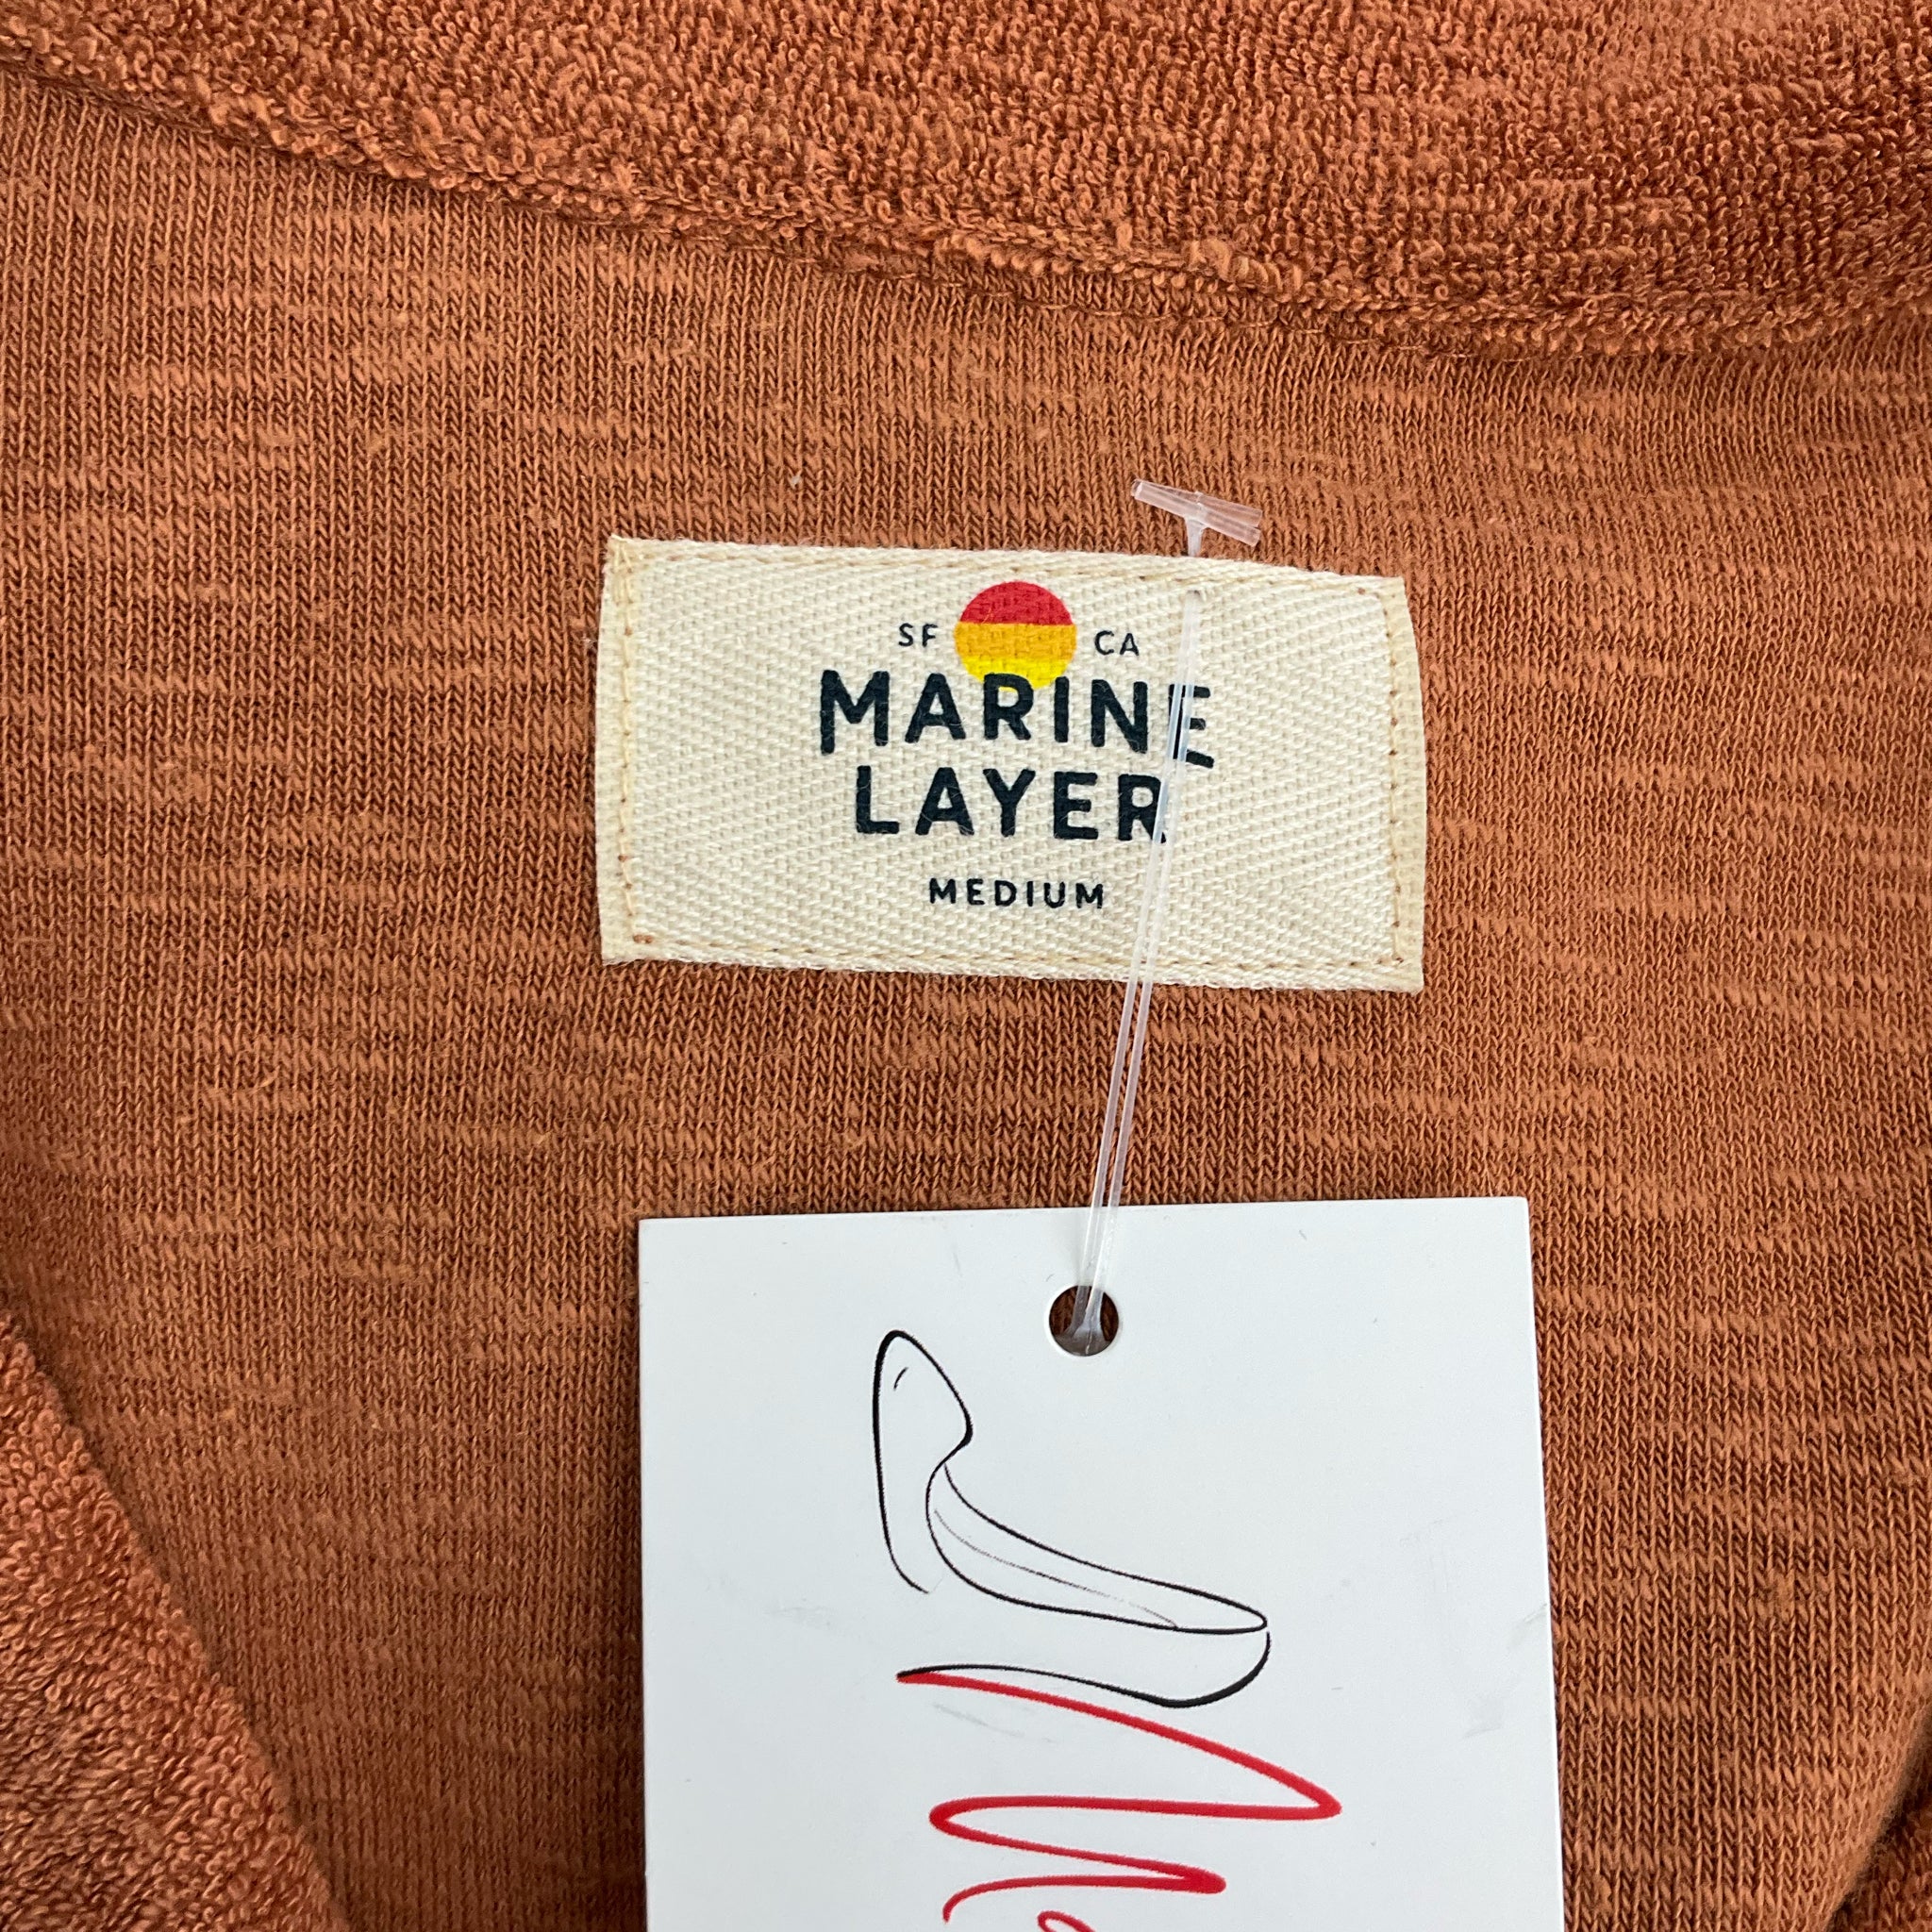 SF CA
MARINE
LAYER
MEDIUM